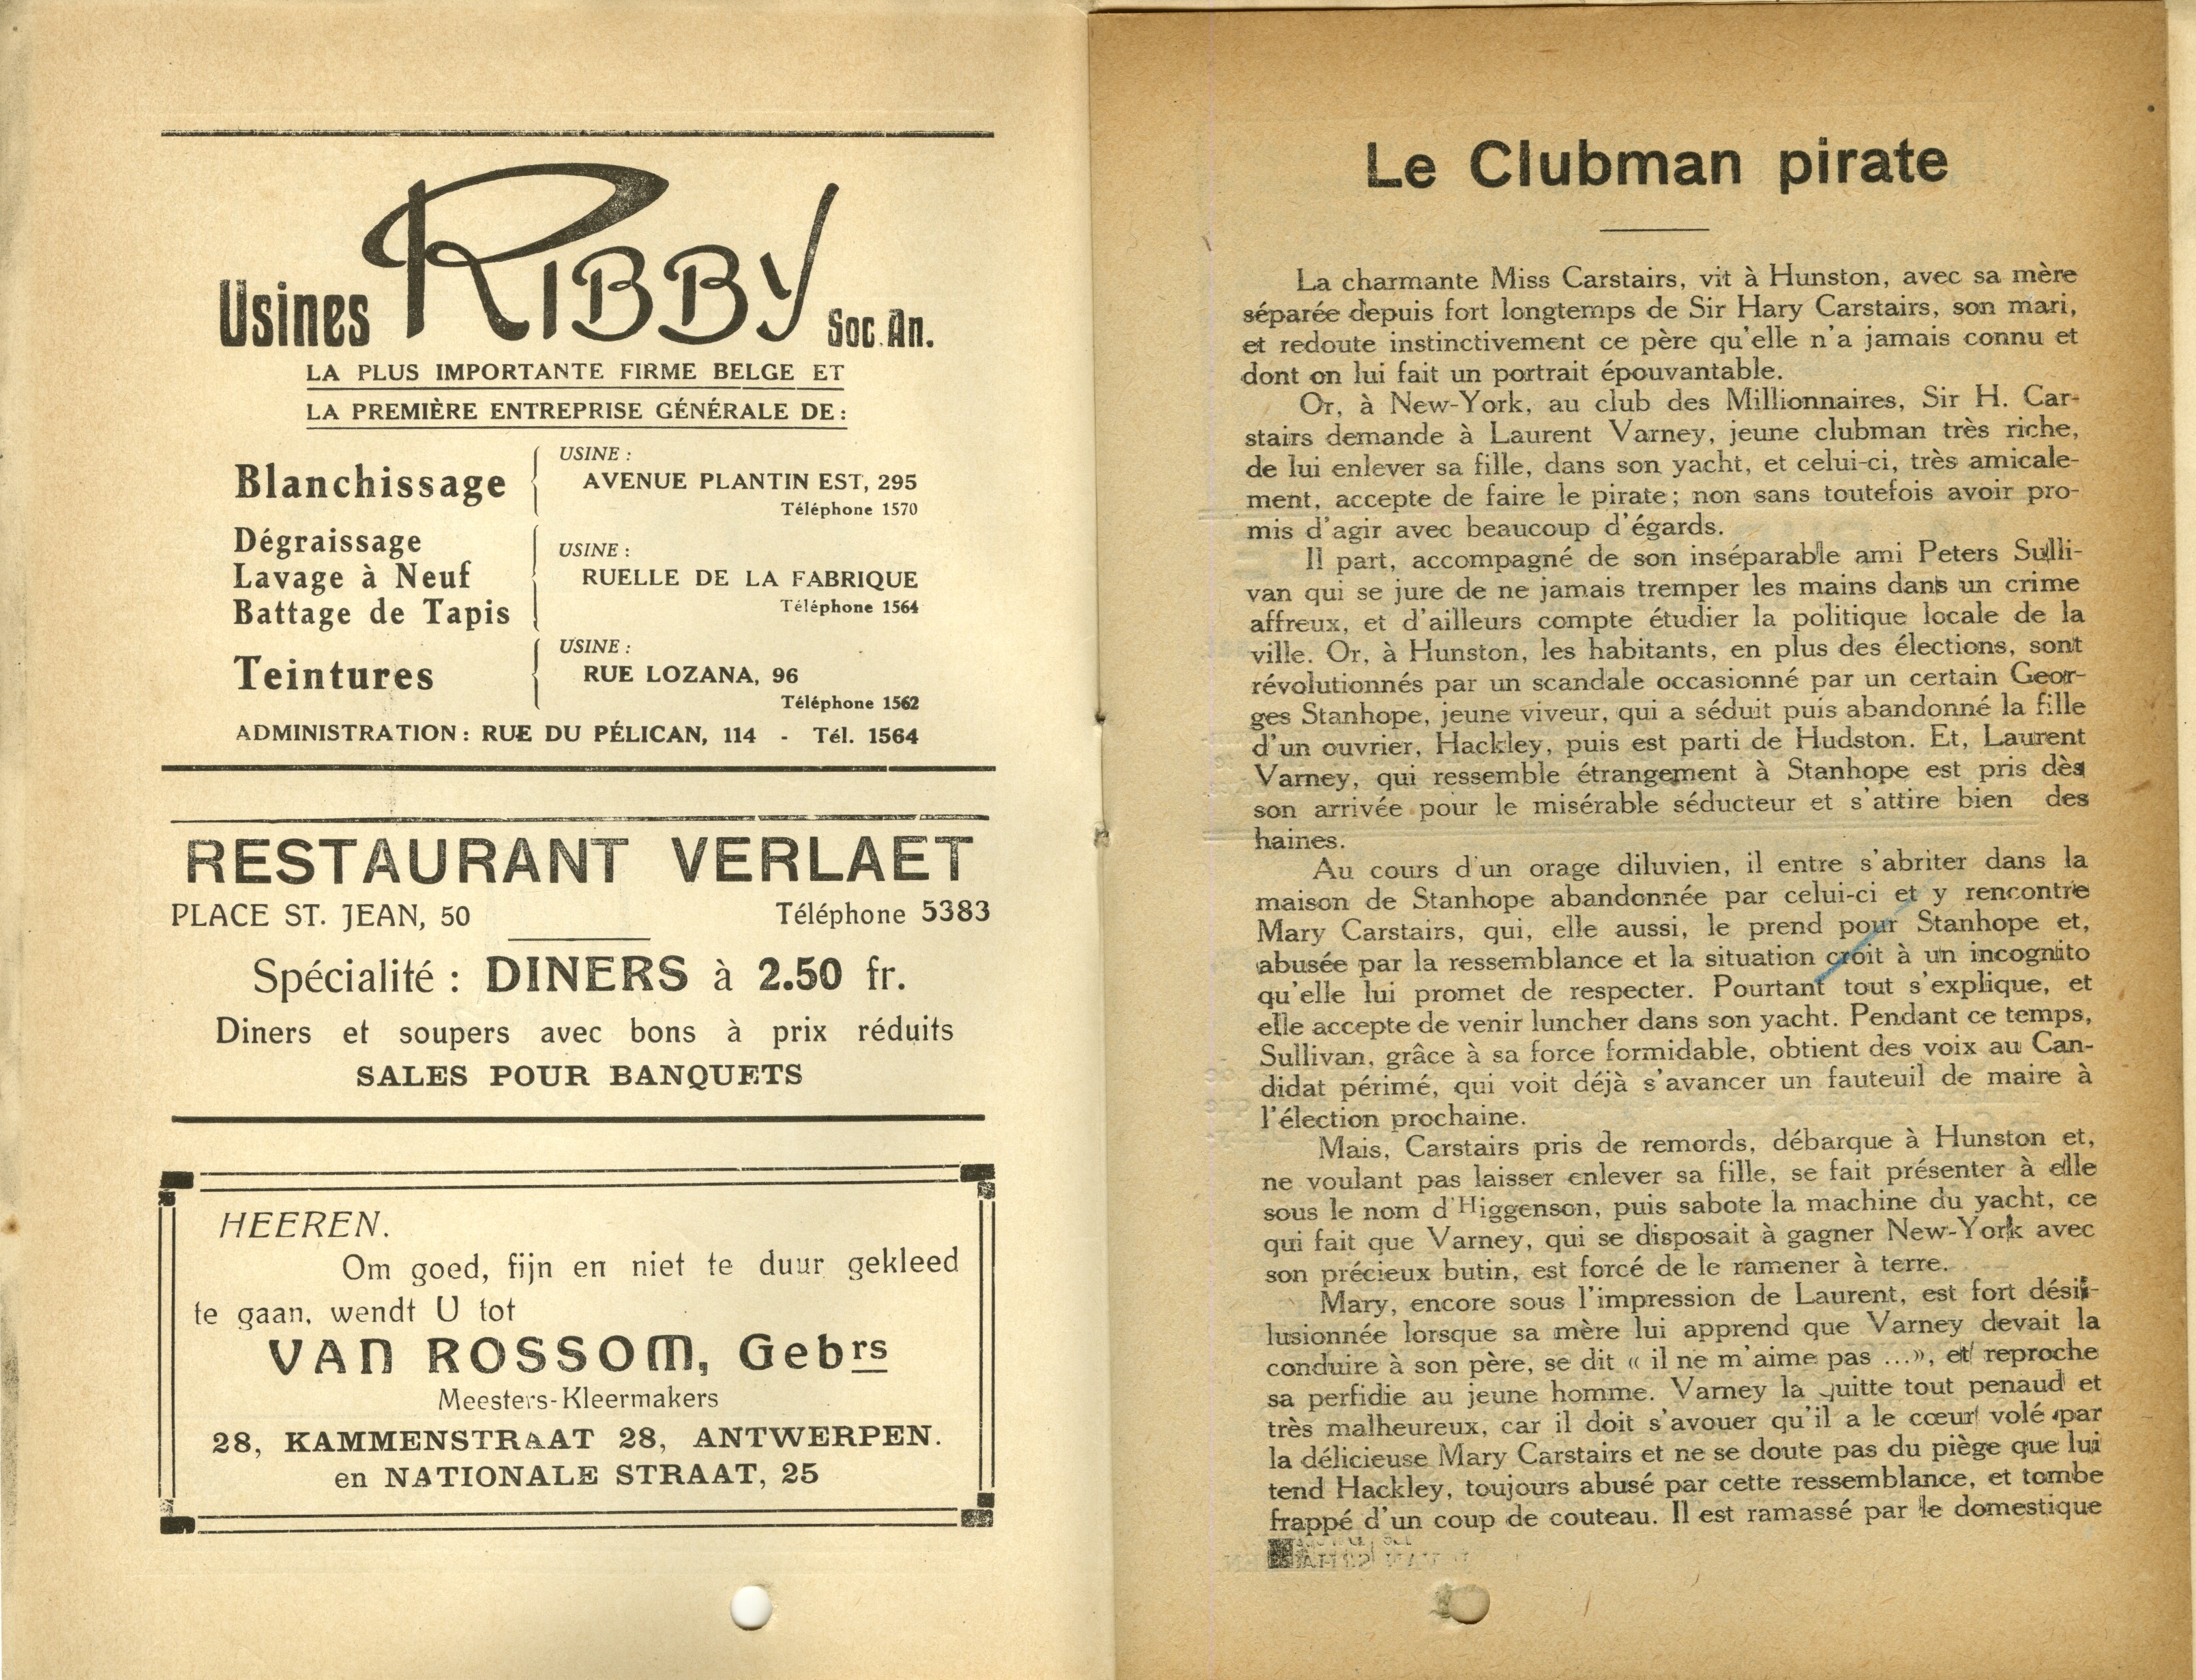 Usines RIBBY Soc. An.
LA PLUS IMPORTANTE FIRME BELGE ET
LA PREMIÈRE ENTREPRISE GÉNÉRALE DE:
Blanchissage
USINE :
AVENUE PLANTIN EST, 295
Téléphone 1570
Dégraissage
Lavage à Neuf
Battage de Tapis
USINE :
RUELLE DE LA FABRIQUE
Téléphone 1564
Teintures
USINE :
RUE LOZANA, 96
Téléphone 1562
ADMINISTRATION: RUE DU PÉLICAN, 114 - Tél. 1564
RESTAURANT VERLAET
PLACE ST. JEAN, 50 Téléphone 5383
Spécialité : DINERS à 2.50 fr.
Diners et soupers avec bons à prix réduits
SALES POUR BANQUETS
HEEREN.
Om goed, fijn en niet te duur gekleed
te gaan, wendt U tot
VAN ROSSOM, Gebrs
Meesters-Kleermakers
28, KAMMENSTRAAT 28, ANTWERPEN.
en NATIONALE STRAAT, 25
Le Clubman pirate
La charmante Miss Carstairs, vit à Hunston, avec sa mère
séparée depuis fort longtemps de Sir Hary Carstairs, son mari,
et redoute instinctivement ce père qu'elle n'a jamais connu et
dont on lui fait un portrait épouvantable.
Or, à New-York, au club des Millionnaires, Sir H. Car-
stairs demande à Laurent Varney, jeune clubman très riche,
de lui enlever sa fille, dans son yacht, et celui-ci, très amicale-
ment, accepte de faire le pirate; non sans toutefois avoir pro-
mis d'agir avec beaucoup d'égards.
Il part, accompagné de son inséparable ami Peters Sulli-
van qui se jure de ne jamais tremper les mains dans un crime
affreux, et d'ailleurs compte étudier la politique locale de la
ville. Or, à Hunston, les habitants, en plus des élections, sont
révolutionnés par un scandale occasionné par un certain Geor-
ges Stanhope, jeune viveur, qui a séduit puis abandonné la fille
d'un ouvrier, Hackley, puis est parti de Hudston. Et, Laurent
Varney, qui ressemble étrangement à Stanhope est pris dès
son arrivée pour le misérable séducteur et s'attire bien des
haines.
Au cours d'un orage diluvien, il entre s'abriter dans la
maison de Stanhope abandonnée par celui-ci et y rencontre
Mary Carstairs, qui, elle aussi, le prend pour Stanhope et,
abusée par la ressemblance et la situation croit à un incognito
qu'elle lui promet de respecter. Pourtant tout s'explique, et
elle accepte de venir luncher dans son yacht. Pendant ce temps,
Sullivan, grâce à sa force formidable, obtient des voix au Can-
didat périmé, qui voit déjà s'avancer un fauteuil de maire à
l'élection prochaine.
Mais, Carstairs pris de remords, débarque à Hunston et,
ne voulant pas laisser enlever sa fille, se fait présenter à elle
sous le nom d'Higgenson, puis sabote la machine du yacht, ce
qui fait que Varney, qui se disposait à gagner New-York avec
son précieux butin, est forcé de le ramener à terre.
Mary, encore sous l'impression de Laurent, est fort désil-
lusionnée lorsque sa mère lui apprend que Varney devait la
conduire à son père, se dit « il ne m'aime pas ...», et reproche
sa perfidie au jeune homme. Varney la quitte tout penaud et
très malheureux, car il doit s'avouer qu'il a le cœur volé par
la délicieuse Mary Carstairs et ne se doute pas du piège que lui
tend Hackley, toujours abusé par cette ressemblance, et tombe
frappé d'un coup de couteau. Il est ramassé par le domestique